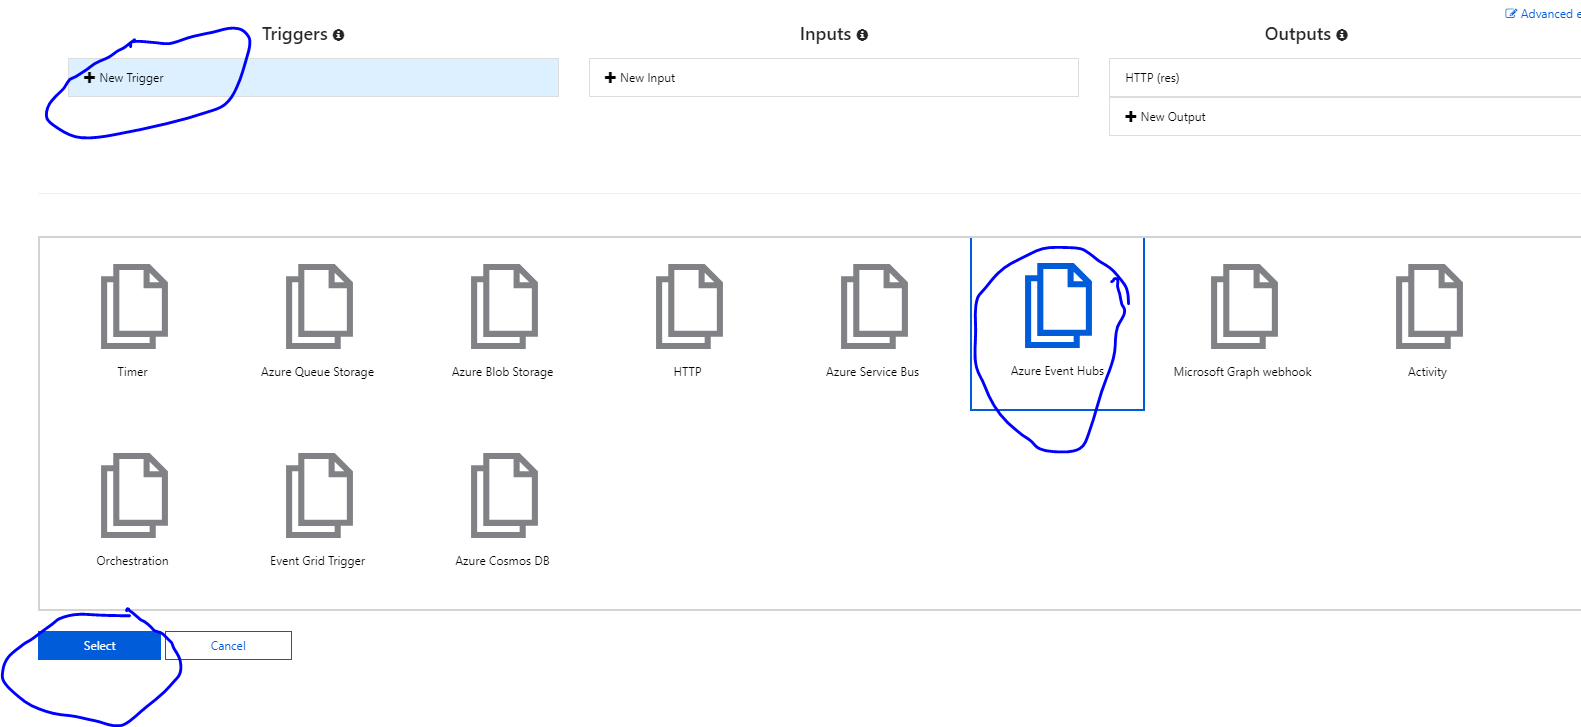 Advanced e
Triggers
Inputs
Outputs
New Trigger
New Input
HTTP (res)
New Output
Timer
Azure Queue Storage
Azure Blob Storage
HTTP
Azure Service Bus
Azure Event Hubs
Microsoft Graph webhook
Activity
Orchestration
Event Grid Trigger
Azure Cosmos DB
Select
Cancel